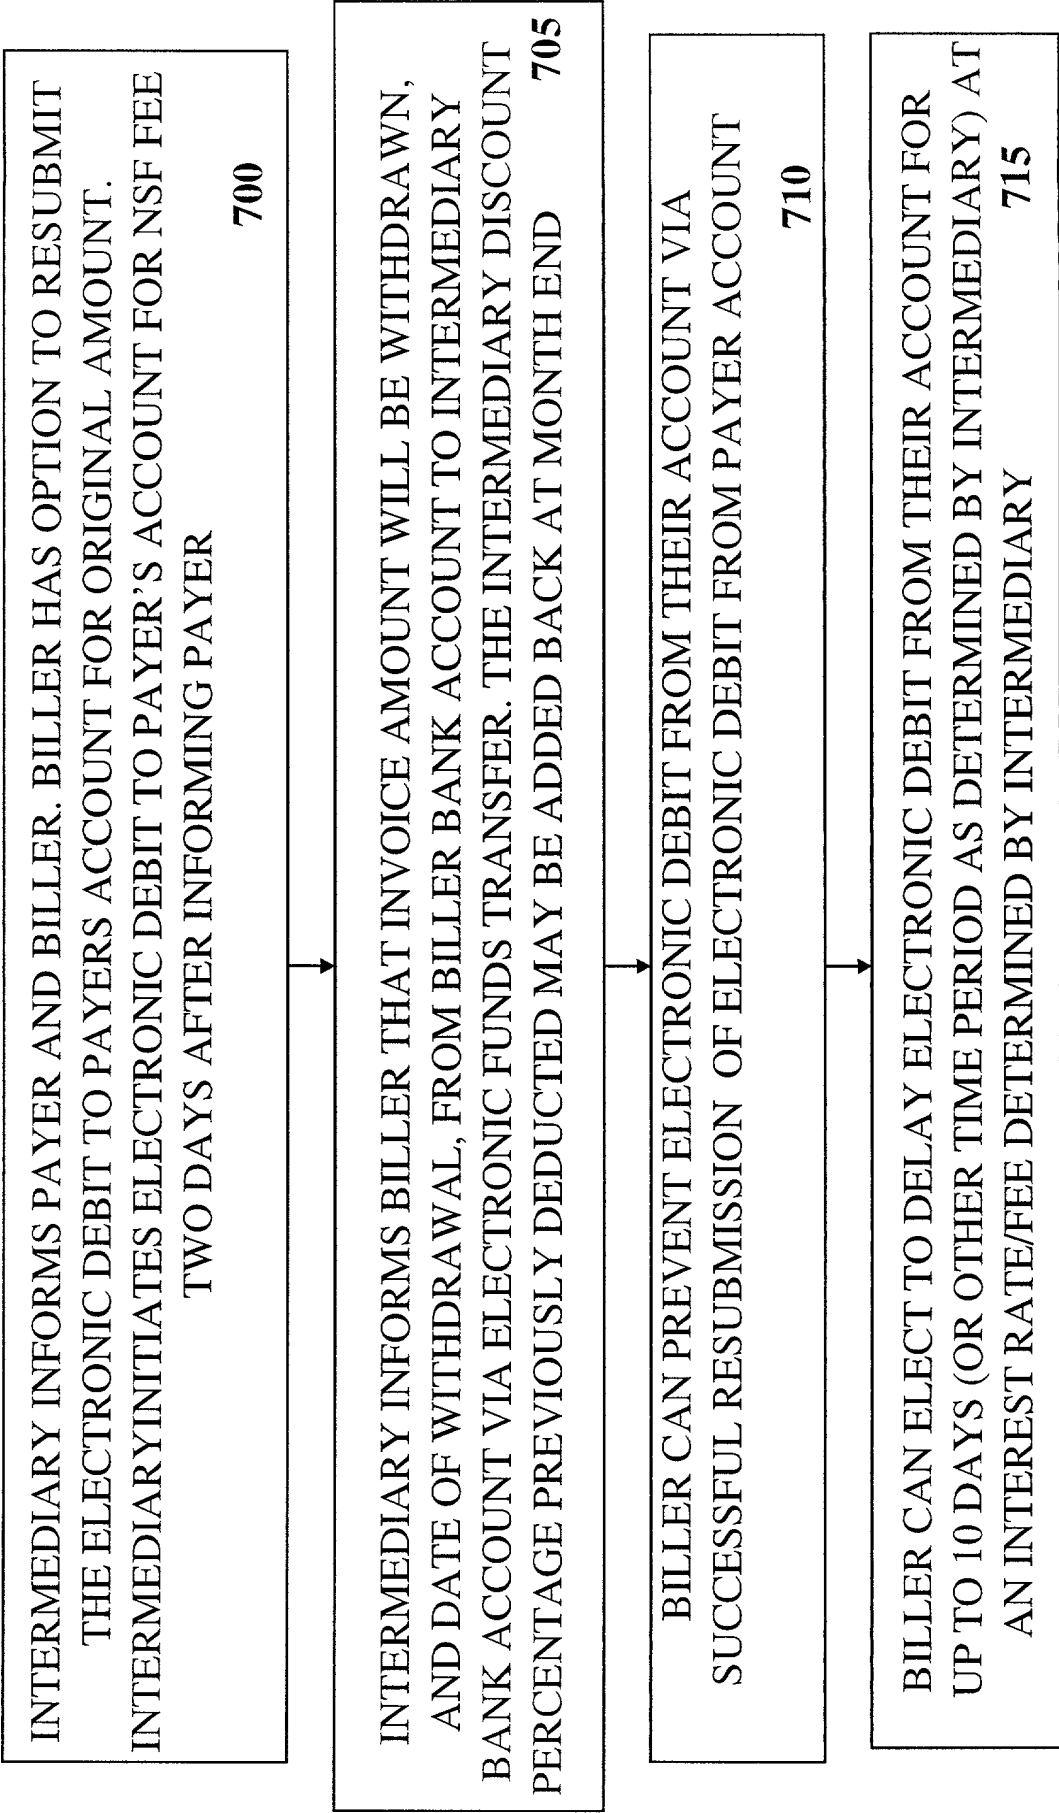 INTERMEDIARY INFORMS PAYER AND BILLER. BILLER HAS OPTION TO RESUBMIT
THE ELECTRONIC DEBIT TO PAYERS ACCOUNT FOR ORIGINAL AMOUNT.
INTERMEDIARYINITIATES ELECTRONIC DEBIT TO PAYER'S ACCOUNT FOR NSF FEE
TWO DAYS AFTER INFORMING PAYER
700
INTERMEDIARY INFORMS BILLER THAT INVOICE AMOUNT WILL BE WITHDRAWN,
AND DATE OF WITHDRAWAL, FROM BILLER BANK ACCOUNT TO INTERMEDIARY
BANK ACCOUNT VIA ELECTRONIC FUNDS TRANSFER. THE INTERMEDIARY DISCOUNT
PERCENTAGE PREVIOUSLY DEDUCTED MAY BE ADDED BACK AT MONTH END 705
BILLER CAN PREVENT ELECTRONIC DEBIT FROM THEIR ACCOUNT VIA
SUCCESSFUL RESUBMISSION OF ELECTRONIC DEBIT FROM PAYER ACCOUNT
710
BILLER CAN ELECT TO DELAY ELECTRONIC DEBIT FROM THEIR ACCOUNT FOR
UP TO 10 DAYS (OR OTHER TIME PERIOD AS DETERMINED BY INTERMEDIARY) AT
AN INTEREST RATE/FEE DETERMINED BY INTERMEDIARY 715